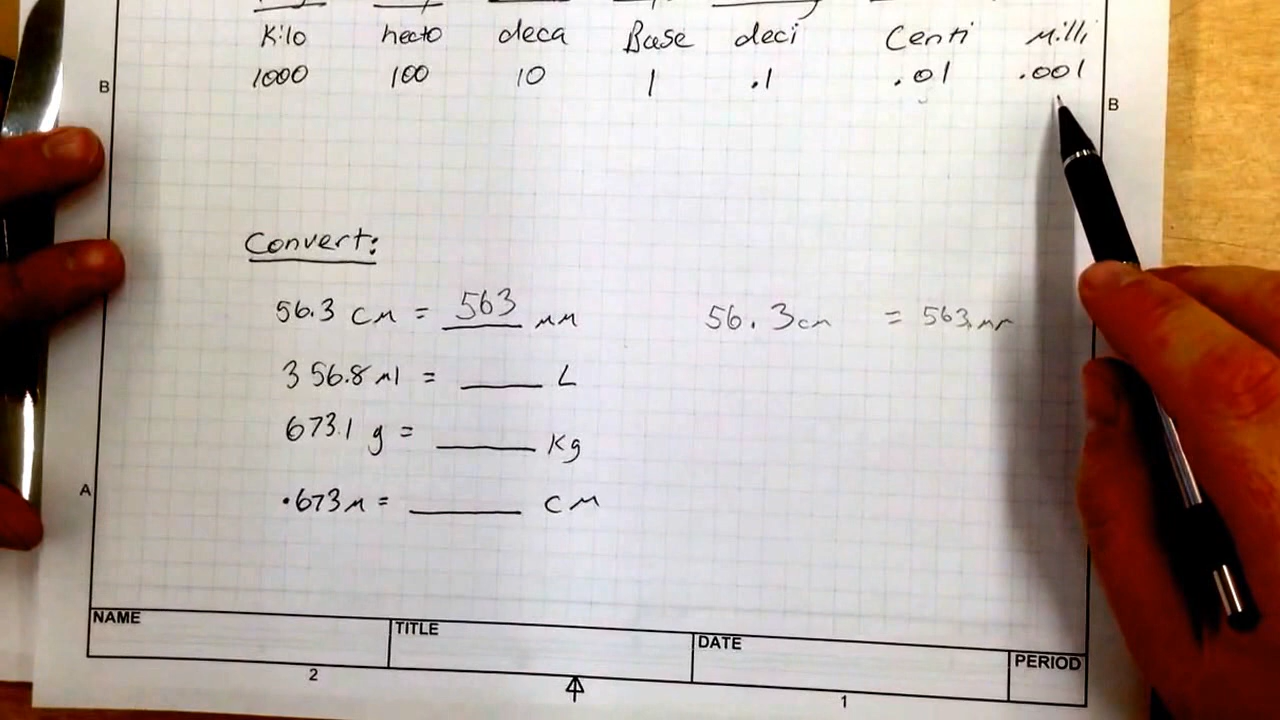 Kilo hecto deca Base deci Centi Milli
1000 100 10 1 .1 .01 .001
B B
Convert:
56.3 cm = 563 mm 56.3cm = 563mm
356.8 ml = ____ L
673.1 g = ____ Kg
A .673m = ____ cm
NAME TITLE DATE PERIOD
2 1